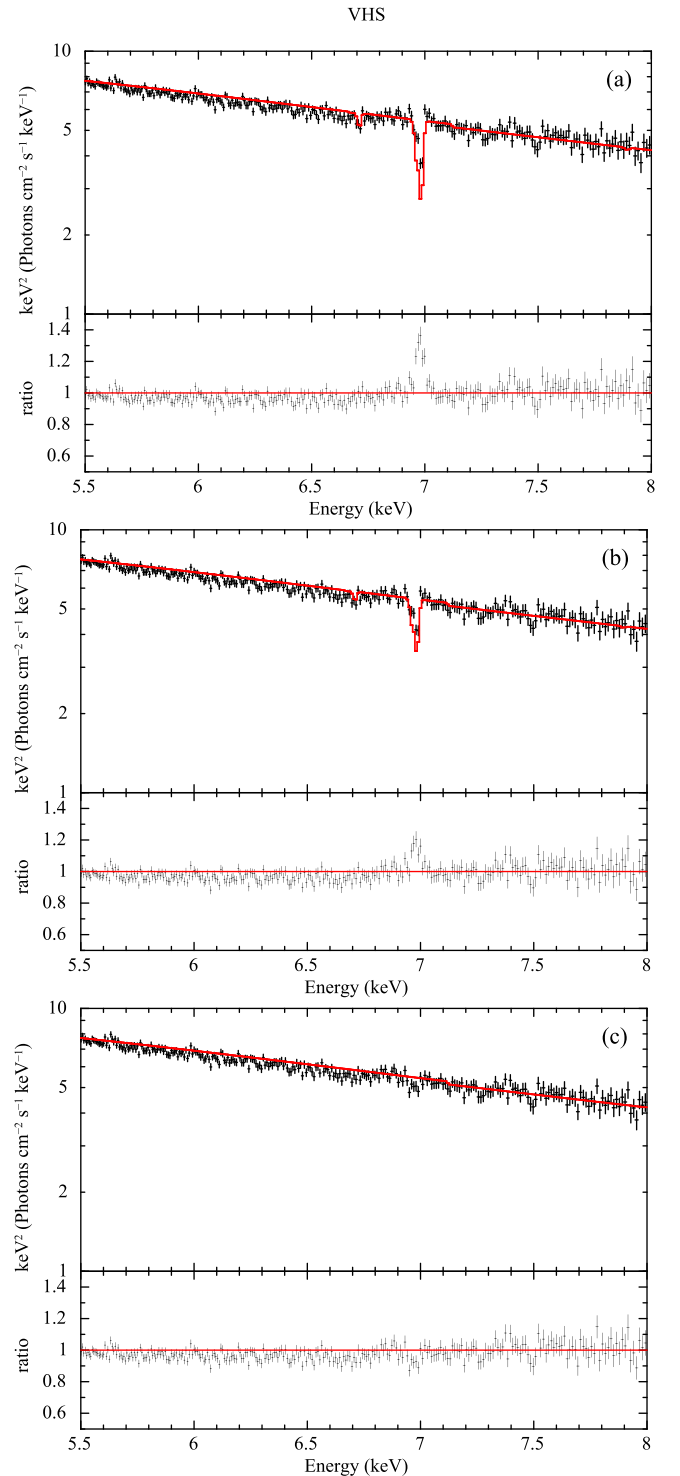 VHS
(a)
10
5
2
1
keV² (Photons cm⁻² s⁻¹ keV⁻¹)
1.4
1.2
1
0.8
0.6
ratio
5.5 6 6.5 7 7.5 8
Energy (keV)
(b)
10
5
2
1
keV² (Photons cm⁻² s⁻¹ keV⁻¹)
1.4
1.2
1
0.8
0.6
ratio
5.5 6 6.5 7 7.5 8
Energy (keV)
(c)
10
5
2
1
keV² (Photons cm⁻² s⁻¹ keV⁻¹)
1.4
1.2
1
0.8
0.6
ratio
5.5 6 6.5 7 7.5 8
Energy (keV)